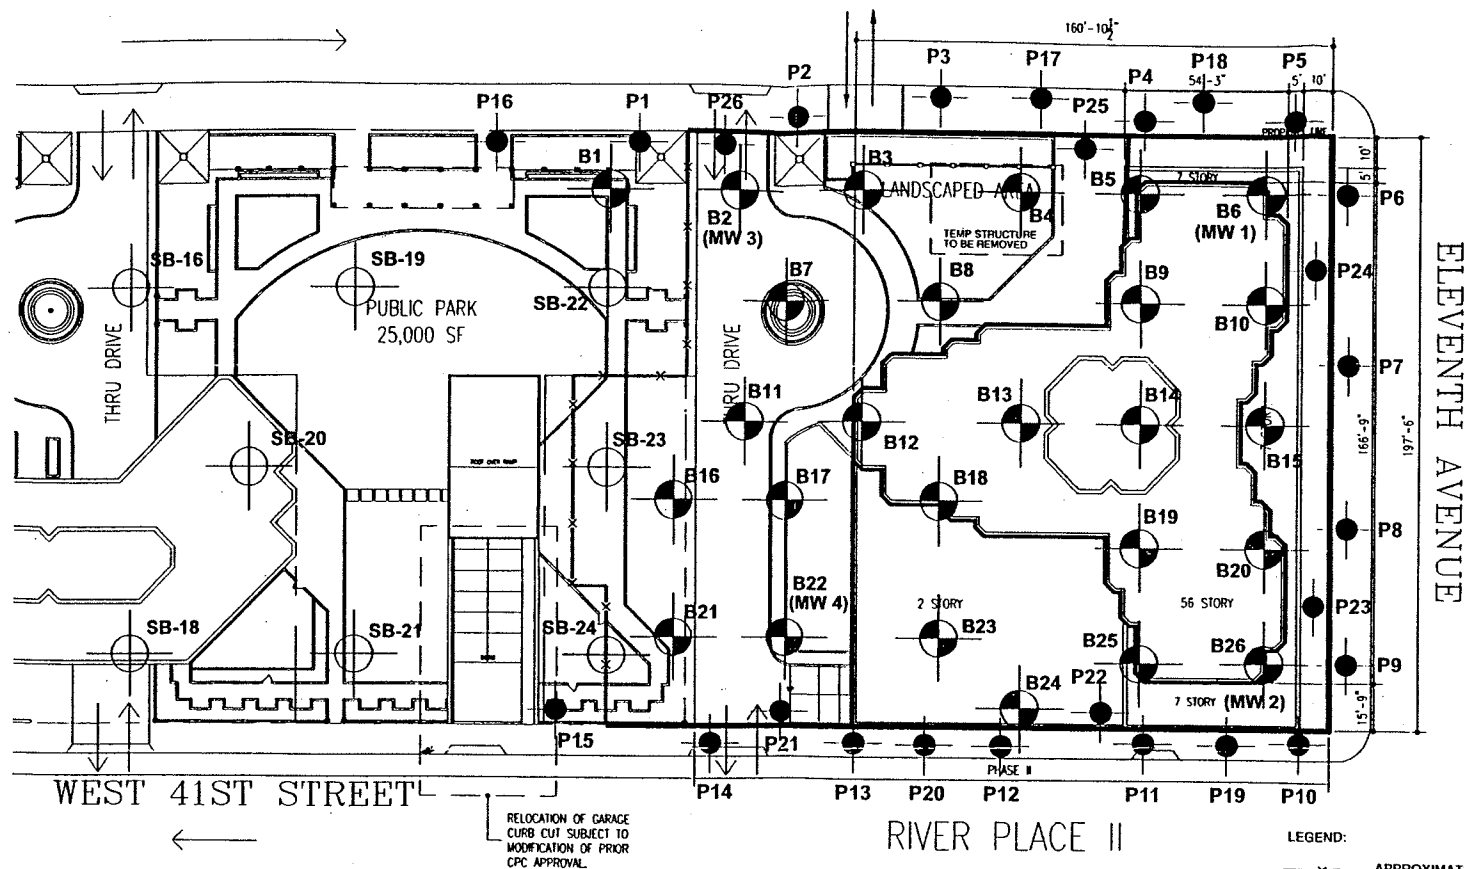 160'-10½"
P3
P17
P18
P5
P2
P4
54'-3"
5'
10'
P16
P1
P26
P25
PROP
LINE
B1
B3
B5
7 STORY
10'
5'
P6
LANDSCAPED AREA
B2
(MW 3)
B4
B6
(MW 1)
TEMP STRUCTURE
TO BE REMOVED
SB-16
SB-19
SB-22
B7
B8
B9
P24
PUBLIC PARK
25,000 SF
B10
THRU DRIVE
THRU DRIVE
P7
ELEVENTH AVENUE
B11
B13
B14
B12
B15
166'-9"
197'-6"
SB-20
SB-23
B16
B17
B18
B19
P8
B20
B22
(MW 4)
B21
2 STORY
56 STORY
P23
SB-18
SB-21
SB-24
B23
B25
B26
P9
B24
P22
7 STORY
(MW 2)
15'-9"
P15
P21
PHASE II
WEST 41ST STREET
P14
P13
P20
P12
P11
P19
P10
RELOCATION OF GARAGE
CURB CUT SUBJECT TO
MODIFICATION OF PRIOR
CPC APPROVAL
RIVER PLACE II
LEGEND:
APPROXIMAT